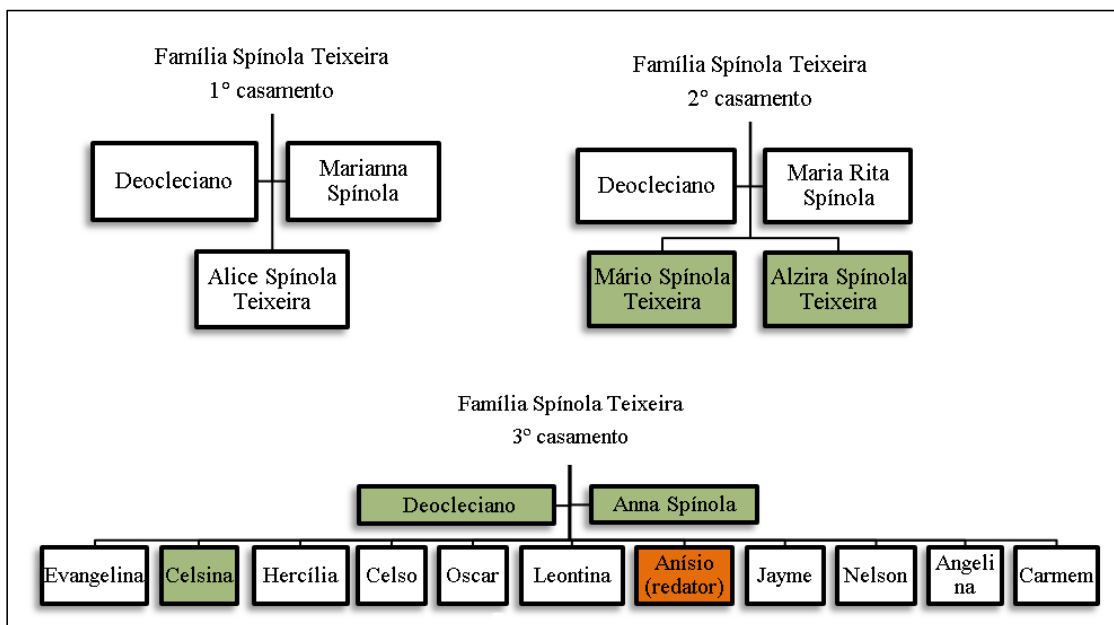 Família Spínola Teixeira
1° casamento
Deocleciano
Marianna
Spínola
Alice Spínola
Teixeira
Família Spínola Teixeira
2° casamento
Deocleciano
Maria Rita
Spínola
Mário Spínola
Teixeira
Alzira Spínola
Teixeira
Família Spínola Teixeira
3° casamento
Deocleciano
Anna Spínola
Evangelina
Celsina
Hercília
Celso
Oscar
Leontina
Anísio
(redator)
Jayme
Nelson
Angeli
na
Carmem